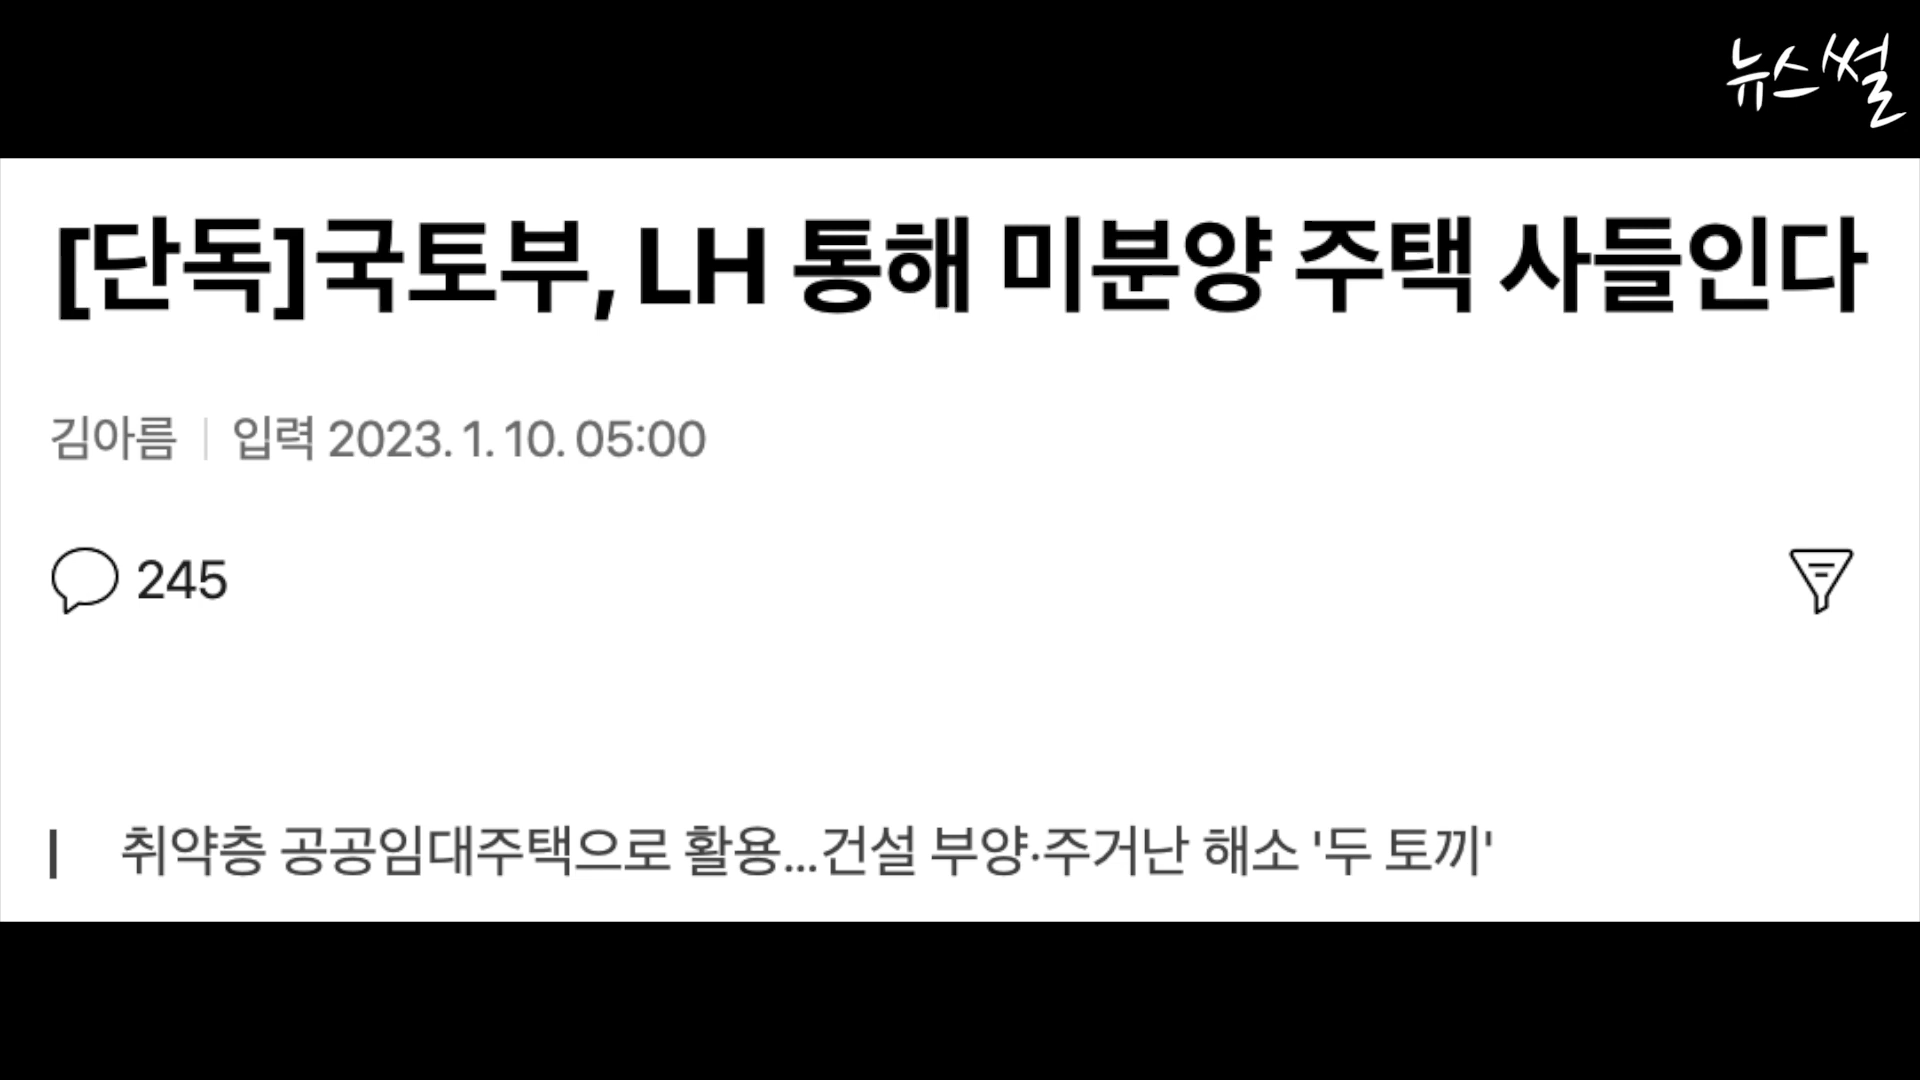 뉴스썰
[단독]국토부, LH 통해 미분양 주택 사들인다
김아름 | 입력 2023. 1. 10. 05:00
245
취약층 공공임대주택으로 활용...건설 부양·주거난 해소 '두 토끼'